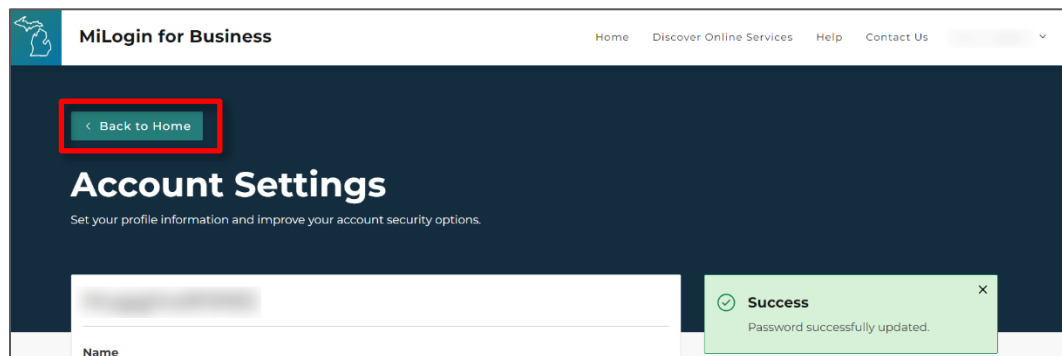 MiLogin for Business
Home Discover Online Services Help Contact Us
Back to Home
Account Settings
Set your profile information and improve your account security options.
Success
Password successfully updated.
Name